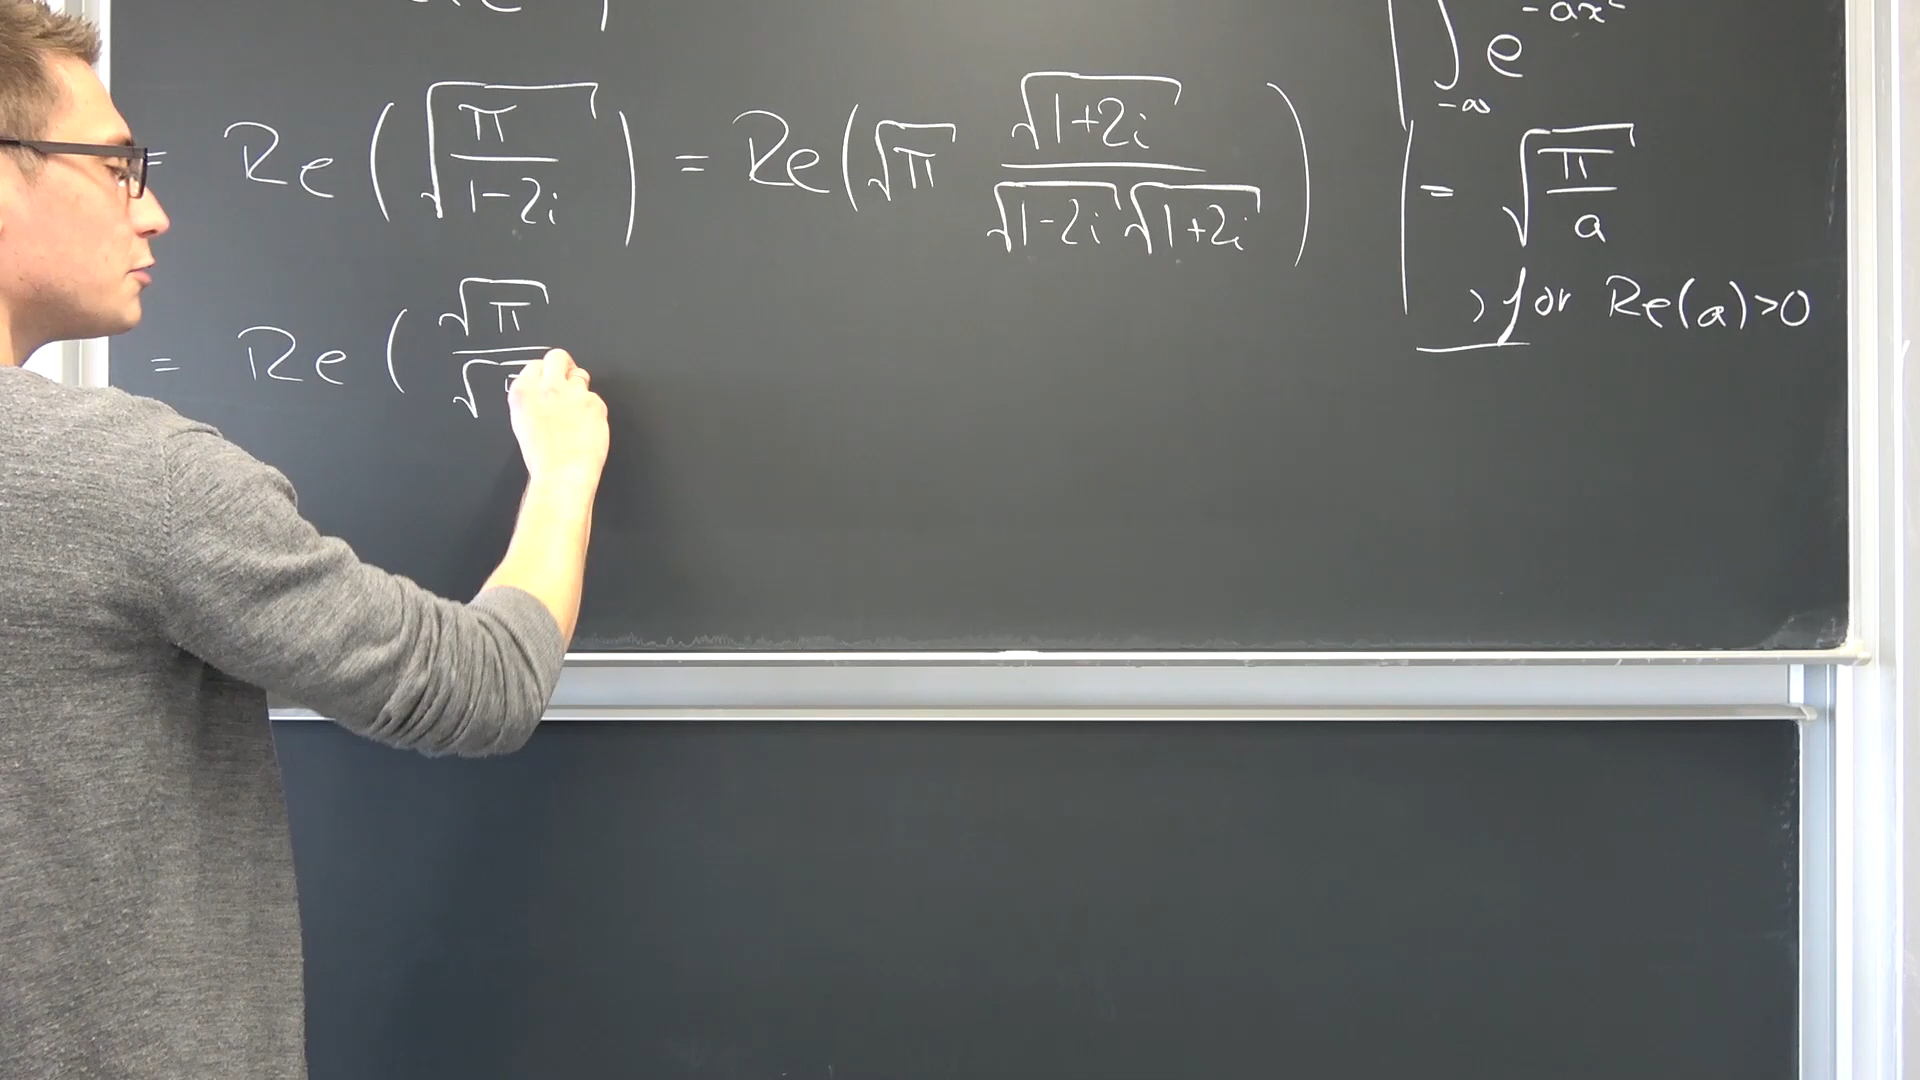 = Re(√(π/(1-2i))) = Re(√π √(1+2i)/(√(1-2i) √(1+2i)))
= Re(√π/√
∫ e^(-ax²)
-∞
= √(π/a)
, for Re(a)>0